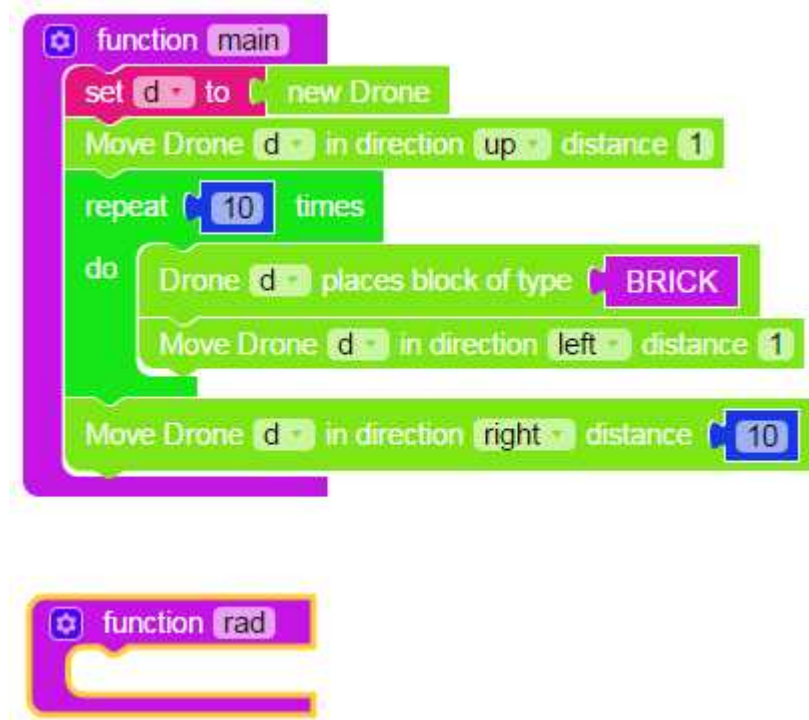 function main
set d to new Drone
Move Drone d in direction up distance 1
repeat 10 times
do Drone d places block of type BRICK
Move Drone d in direction left distance 1
Move Drone d in direction right distance 10
function rad